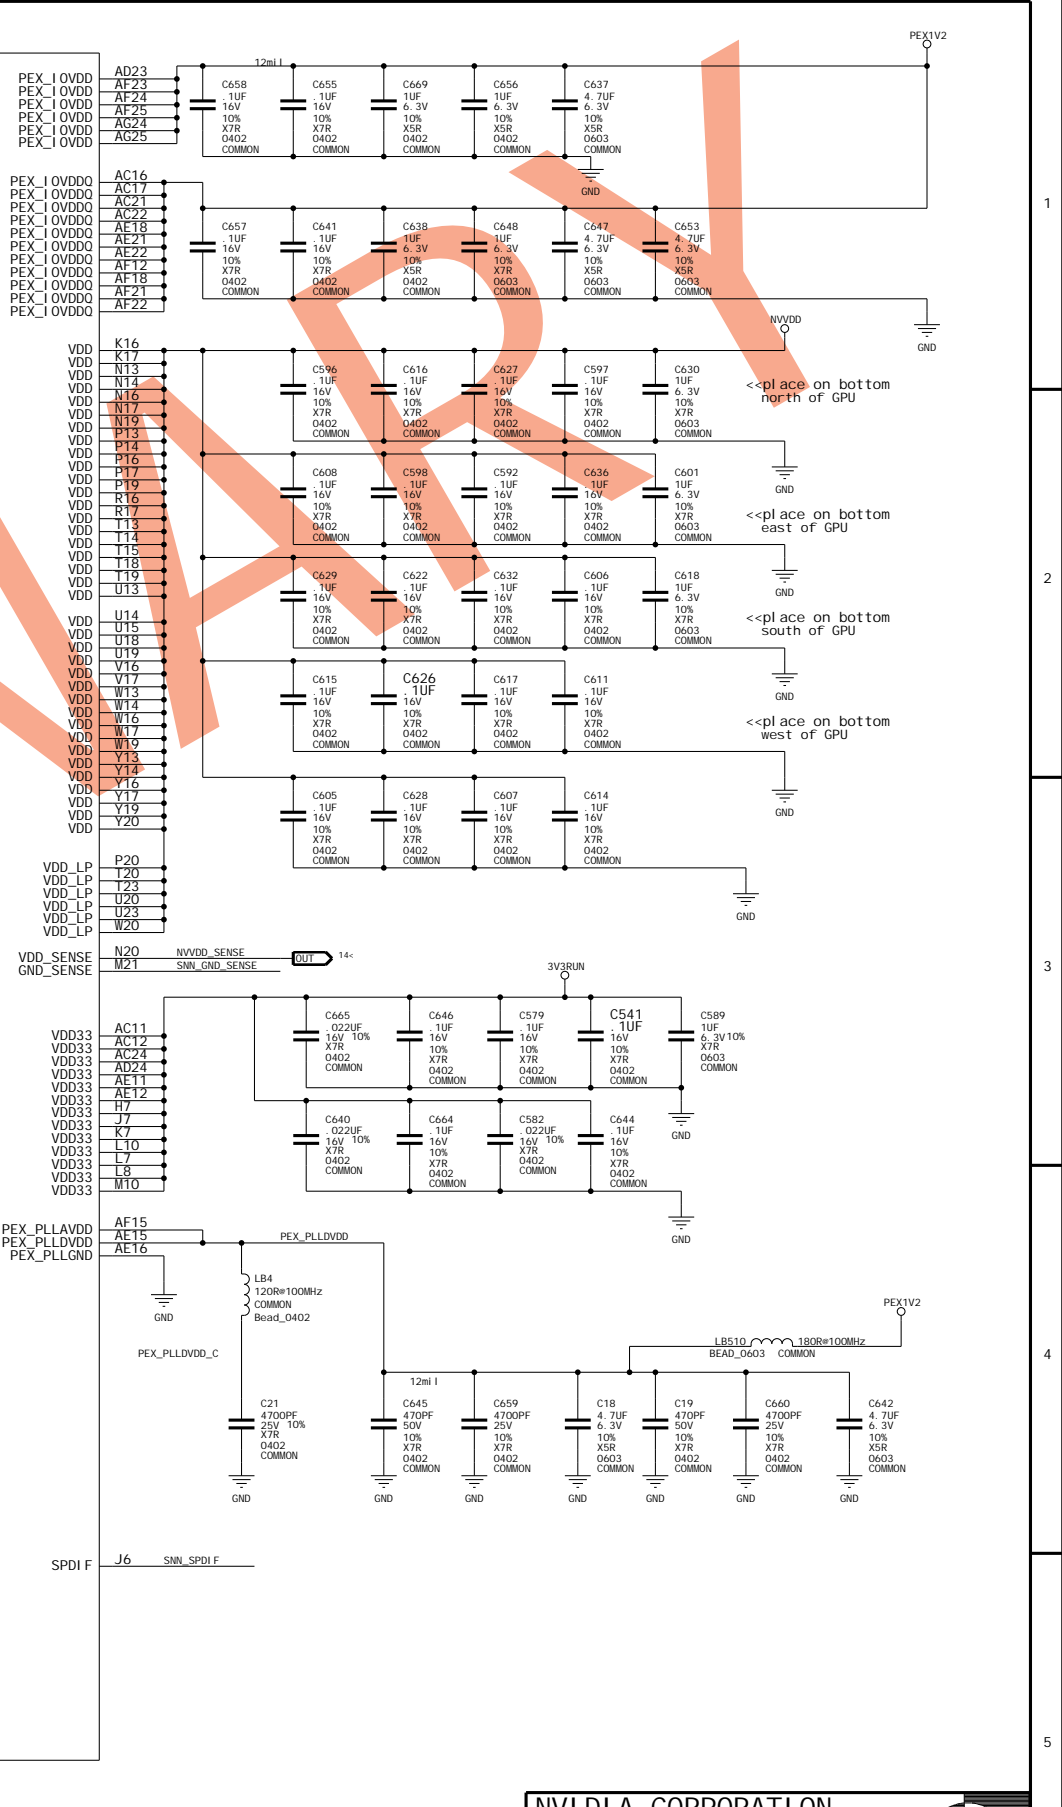 PEX1V2
12mil
PEX_IOVDD AD23
PEX_IOVDD AF23
PEX_IOVDD AF24
PEX_IOVDD AF25
PEX_IOVDD AG24
PEX_IOVDD AG25
C658 .1UF 16V 10% X7R 0402 COMMON
C655 .1UF 16V 10% X7R 0402 COMMON
C669 1UF 6.3V 10% X5R 0402 COMMON
C656 1UF 6.3V 10% X5R 0402 COMMON
C637 4.7UF 6.3V 10% X5R 0603 COMMON
GND
PEX_IOVDDQ AC16
PEX_IOVDDQ AC17
PEX_IOVDDQ AC21
PEX_IOVDDQ AC22
PEX_IOVDDQ AE18
PEX_IOVDDQ AE21
PEX_IOVDDQ AE22
PEX_IOVDDQ AF12
PEX_IOVDDQ AF18
PEX_IOVDDQ AF21
PEX_IOVDDQ AF22
C657 .1UF 16V 10% X7R 0402 COMMON
C641 .1UF 16V 10% X7R 0402 COMMON
C638 1UF 6.3V 10% X5R 0402 COMMON
C648 1UF 6.3V 10% X7R 0603 COMMON
C647 4.7UF 6.3V 10% X5R 0603 COMMON
C653 4.7UF 6.3V 10% X5R 0603 COMMON
1
GND
NVVDD
VDD K16
VDD K17
VDD N13
VDD N14
VDD N16
VDD N17
VDD N19
VDD P13
VDD P14
VDD P16
VDD P17
VDD P19
VDD R16
VDD R17
VDD T13
VDD T14
VDD T15
VDD T18
VDD T19
VDD U13
VDD U14
VDD U15
VDD U18
VDD U19
VDD V16
VDD V17
VDD W13
VDD W14
VDD W16
VDD W17
VDD W19
VDD Y13
VDD Y14
VDD Y16
VDD Y17
VDD Y19
VDD Y20
C596 .1UF 16V 10% X7R 0402 COMMON
C616 .1UF 16V 10% X7R 0402 COMMON
C627 .1UF 16V 10% X7R 0402 COMMON
C597 .1UF 16V 10% X7R 0402 COMMON
C630 1UF 6.3V 10% X7R 0603 COMMON
<<place on bottom
north of GPU
GND
C608 .1UF 16V 10% X7R 0402 COMMON
C598 .1UF 16V 10% X7R 0402 COMMON
C592 .1UF 16V 10% X7R 0402 COMMON
C636 .1UF 16V 10% X7R 0402 COMMON
C601 1UF 6.3V 10% X7R 0603 COMMON
<<place on bottom
east of GPU
GND
2
C629 .1UF 16V 10% X7R 0402 COMMON
C622 .1UF 16V 10% X7R 0402 COMMON
C632 .1UF 16V 10% X7R 0402 COMMON
C606 .1UF 16V 10% X7R 0402 COMMON
C618 1UF 6.3V 10% X7R 0603 COMMON
<<place on bottom
south of GPU
GND
C615 .1UF 16V 10% X7R 0402 COMMON
C626 .1UF 16V 10% X7R 0402 COMMON
C617 .1UF 16V 10% X7R 0402 COMMON
C611 .1UF 16V 10% X7R 0402 COMMON
<<place on bottom
west of GPU
GND
C605 .1UF 16V 10% X7R 0402 COMMON
C628 .1UF 16V 10% X7R 0402 COMMON
C607 .1UF 16V 10% X7R 0402 COMMON
C614 .1UF 16V 10% X7R 0402 COMMON
GND
VDD_LP P20
VDD_LP T20
VDD_LP T23
VDD_LP U20
VDD_LP U23
VDD_LP W20
VDD_SENSE N20 NVVDD_SENSE OUT 14<
GND_SENSE M21 SNN_GND_SENSE
3
3V3RUN
VDD33 AC11
VDD33 AC12
VDD33 AC24
VDD33 AD24
VDD33 AE11
VDD33 AE12
VDD33 H7
VDD33 J7
VDD33 K7
VDD33 L10
VDD33 L7
VDD33 L8
VDD33 M10
C665 .022UF 16V 10% X7R 0402 COMMON
C646 .1UF 16V 10% X7R 0402 COMMON
C579 .1UF 16V 10% X7R 0402 COMMON
C541 .1UF 16V 10% X7R 0402 COMMON
C589 1UF 6.3V 10% X7R 0603 COMMON
GND
C640 .022UF 16V 10% X7R 0402 COMMON
C664 .1UF 16V 10% X7R 0402 COMMON
C582 .022UF 16V 10% X7R 0402 COMMON
C644 .1UF 16V 10% X7R 0402 COMMON
GND
PEX_PLLAVDD AF15
PEX_PLLDVDD AE15 PEX_PLLDVDD
PEX_PLLGND AE16
GND
LB4
120R@100MHz
COMMON
Bead_0402
PEX1V2
LB510 180R@100MHz
BEAD_0603 COMMON
PEX_PLLDVDD_C
4
12mil
C21 4700PF 25V 10% X7R 0402 COMMON
C645 470PF 50V 10% X7R 0402 COMMON
C659 4700PF 25V 10% X7R 0402 COMMON
C18 4.7UF 6.3V 10% X5R 0603 COMMON
C19 470PF 50V 10% X7R 0402 COMMON
C660 4700PF 25V 10% X7R 0402 COMMON
C642 4.7UF 6.3V 10% X5R 0603 COMMON
GND GND GND GND GND GND GND
SPDIF J6 SNN_SPDIF
5
NVIDIA CORPORATION
ARY